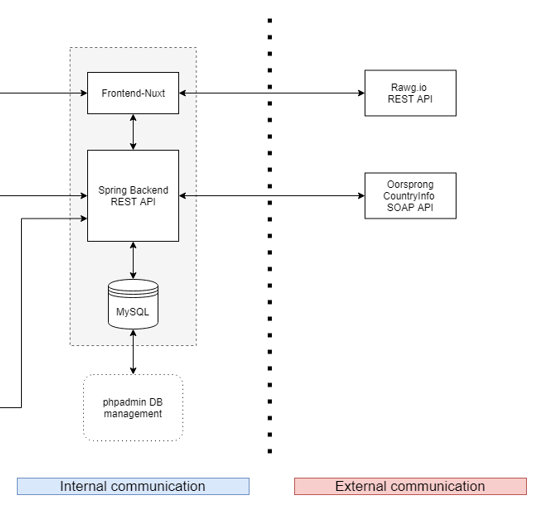 Frontend-Nuxt
Rawg.io
REST API
Spring Backend
REST API
Oorsprong
CountryInfo
SOAP API
MySQL
phpadmin DB
management
Internal communication
External communication